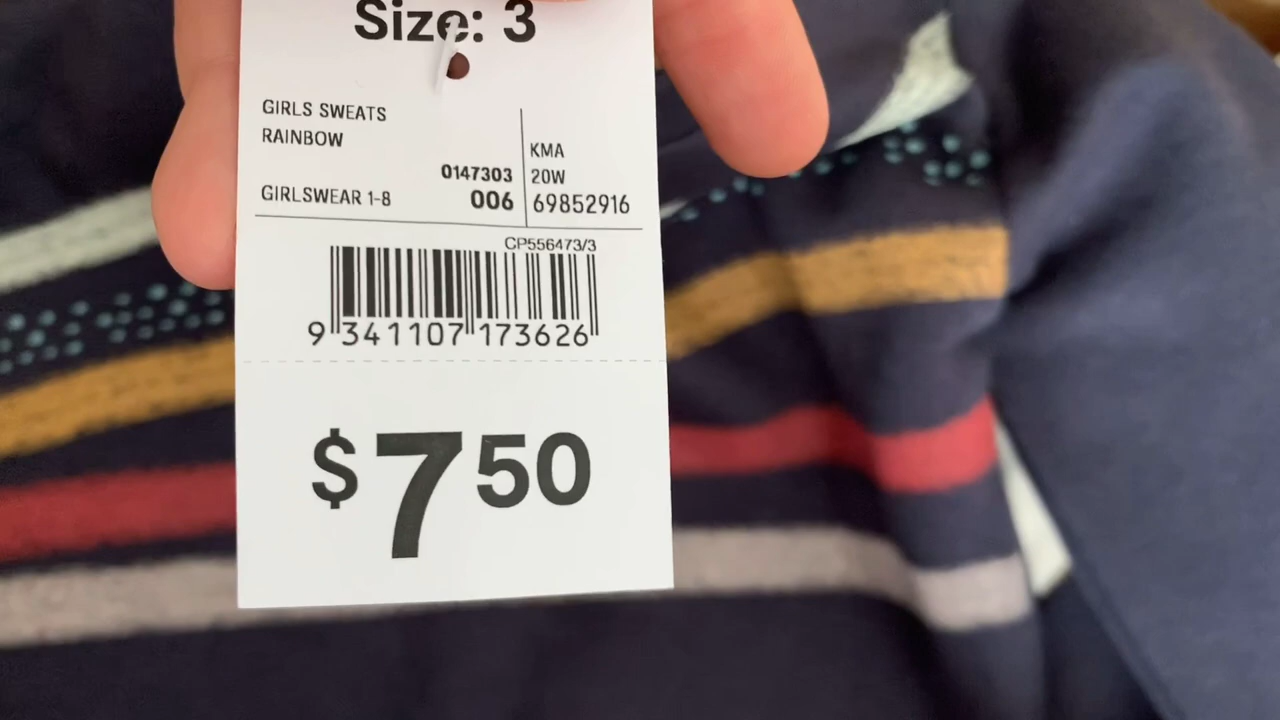 Size: 3
GIRLS SWEATS
RAINBOW
0147303
GIRLSWEAR 1-8 006
KMA
20W
69852916
CP556473/3
9 341107 173626
$7 50